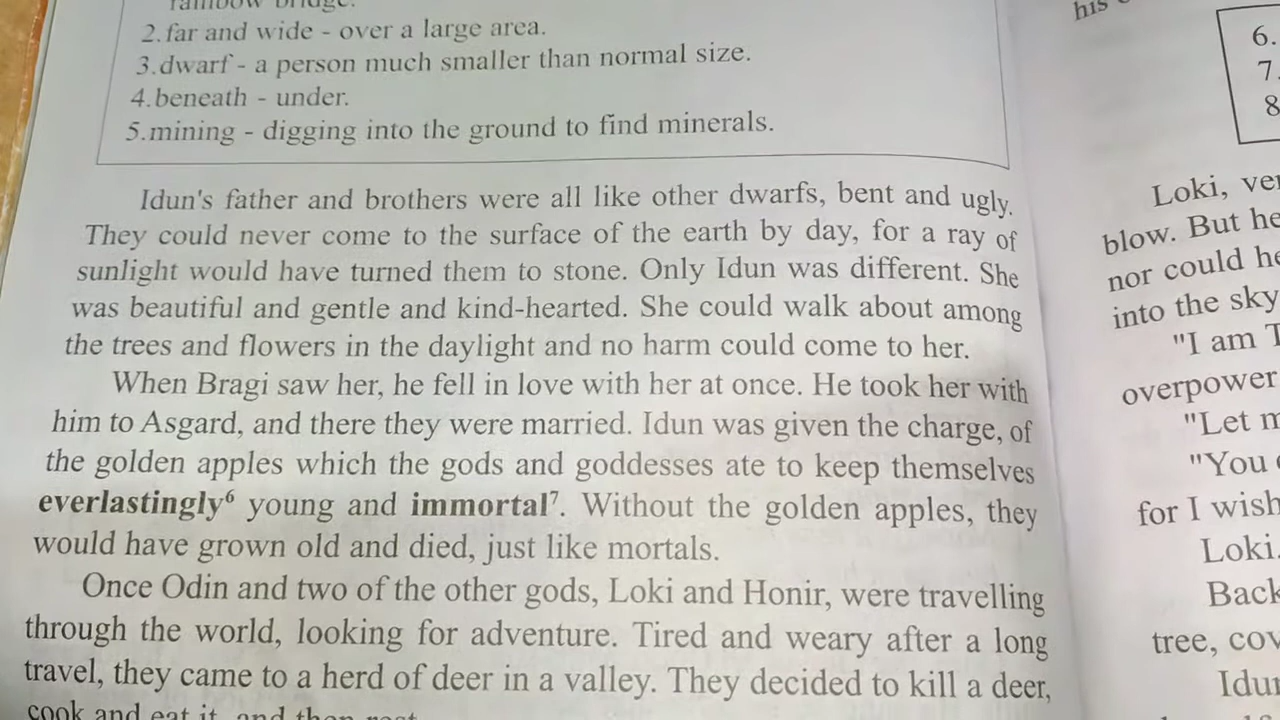 rainbow bridge.
2.far and wide - over a large area.
3.dwarf - a person much smaller than normal size.
4.beneath - under.
5.mining - digging into the ground to find minerals.
Idun's father and brothers were all like other dwarfs, bent and ugly.
They could never come to the surface of the earth by day, for a ray of
sunlight would have turned them to stone. Only Idun was different. She
was beautiful and gentle and kind-hearted. She could walk about among
the trees and flowers in the daylight and no harm could come to her.
When Bragi saw her, he fell in love with her at once. He took her with
him to Asgard, and there they were married. Idun was given the charge, of
the golden apples which the gods and goddesses ate to keep themselves
everlastingly⁶ young and immortal⁷. Without the golden apples, they
would have grown old and died, just like mortals.
Once Odin and two of the other gods, Loki and Honir, were travelling
through the world, looking for adventure. Tired and weary after a long
travel, they came to a herd of deer in a valley. They decided to kill a deer,
cook and eat it, and then rest.
his
6.
7.
8
Loki,
blow. But he
nor could
into the sky
"I am
overpower
"Let
"You
for I wish
Loki.
Back
tree,